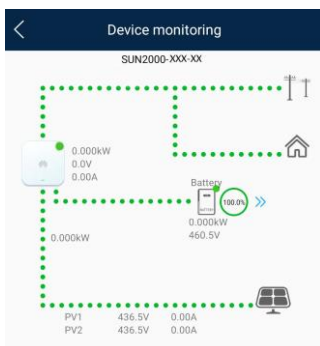 Device monitoring
SUN2000-XXX-XX
0.000kW
0.0V
0.00A
Battery
100.0%
0.000kW
460.5V
0.000kW
PV1 436.5V 0.00A
PV2 436.5V 0.00A